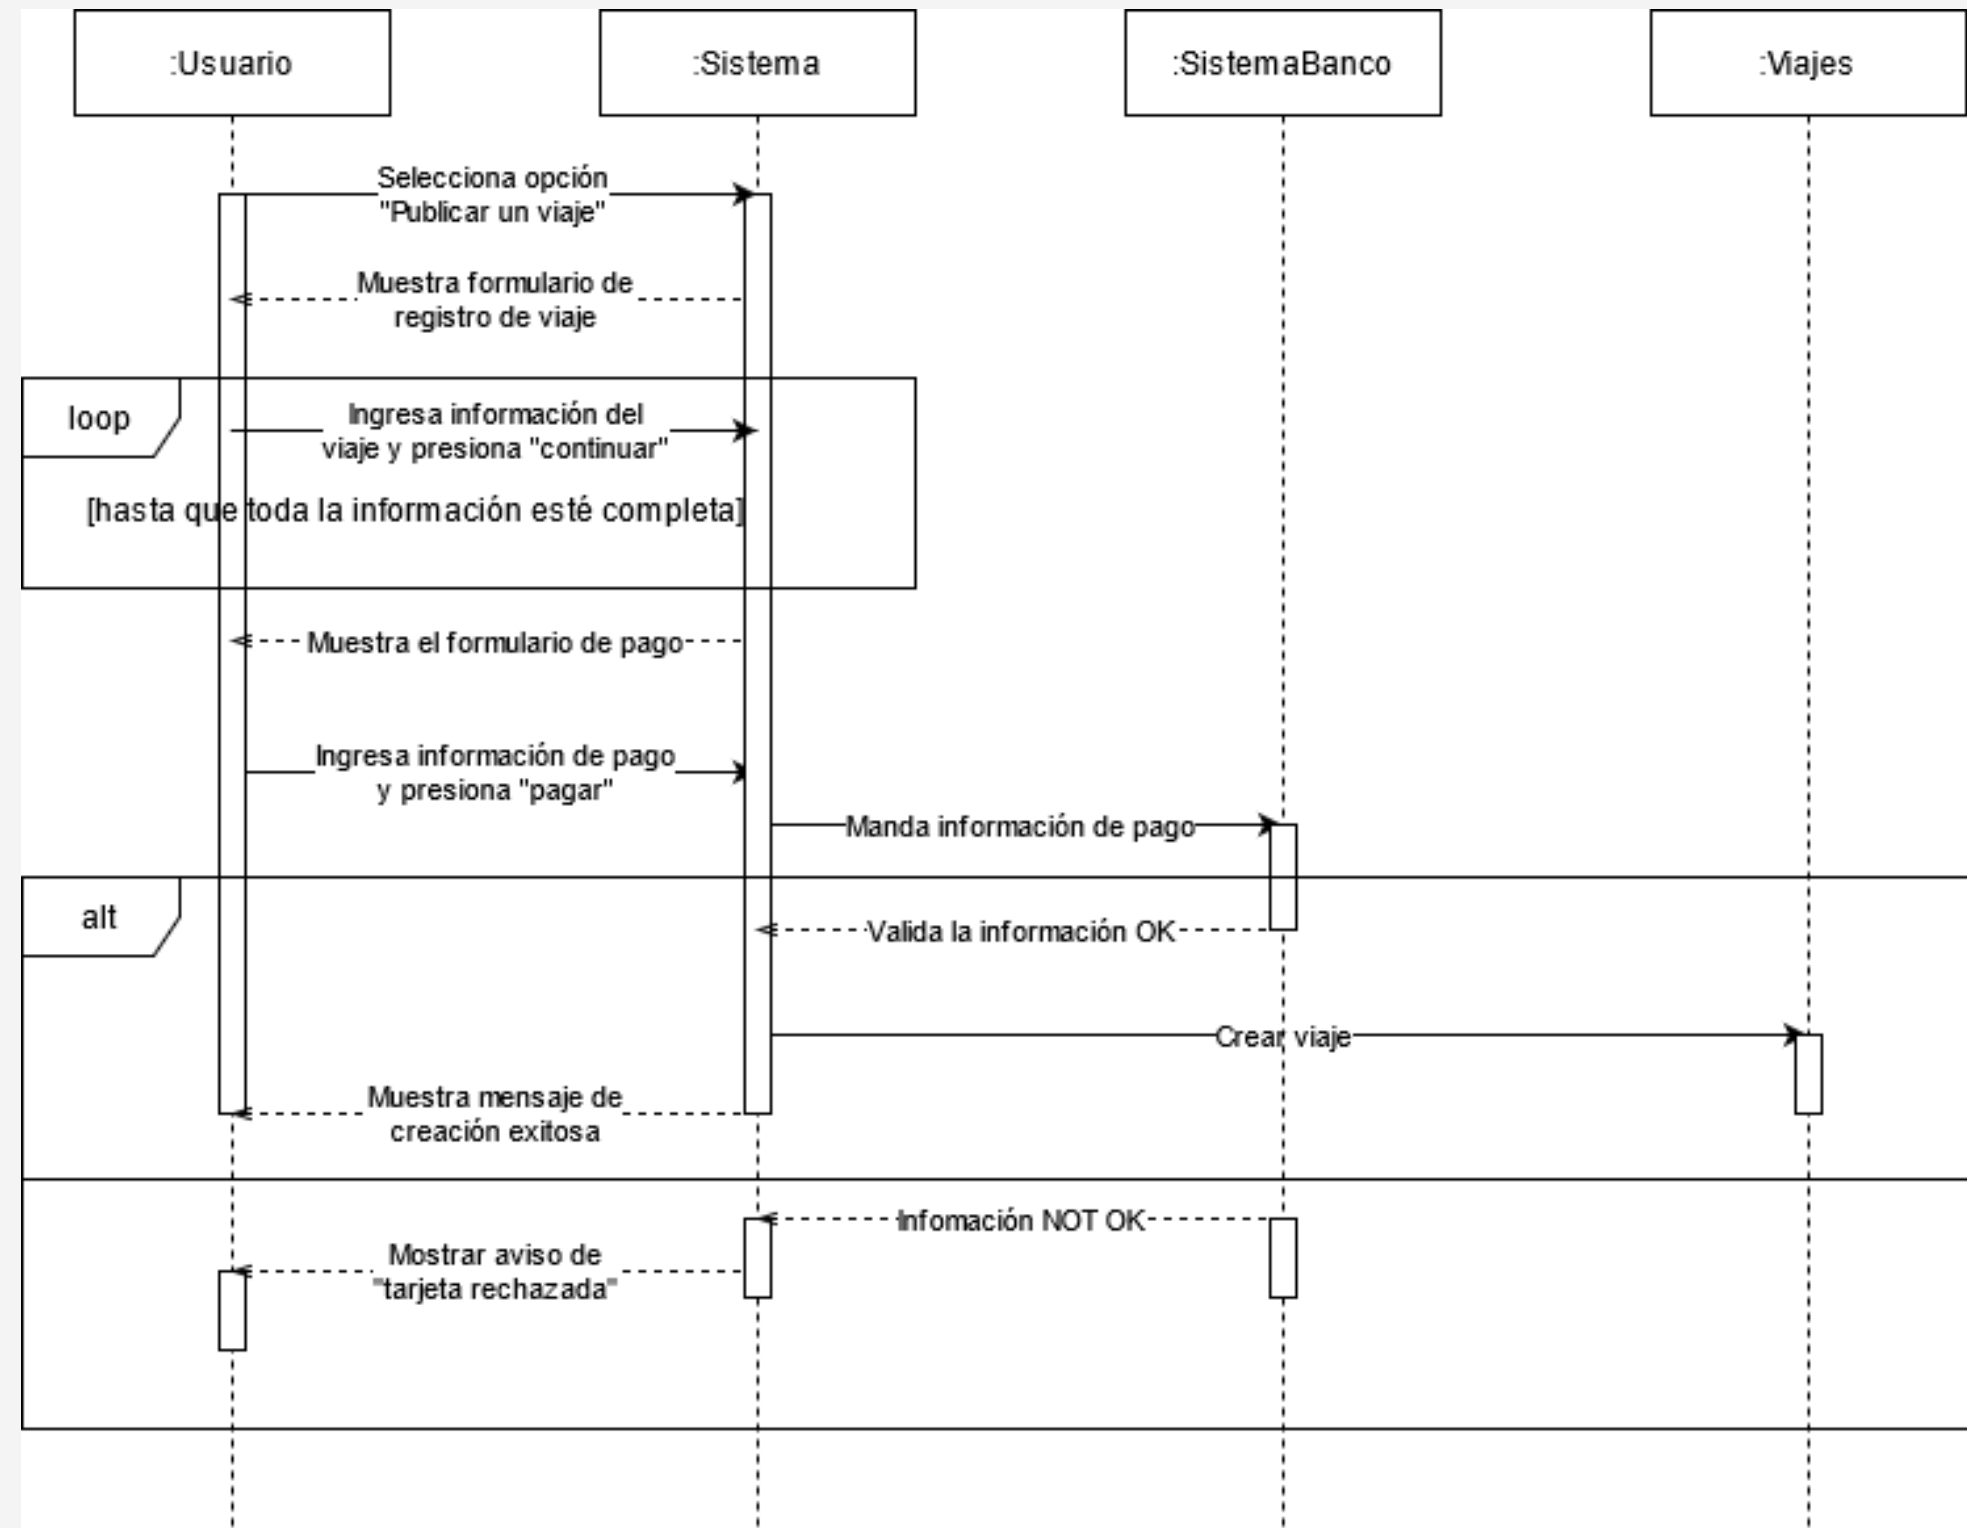 :Usuario
:Sistema
:SistemaBanco
:Viajes
Selecciona opción
"Publicar un viaje"
Muestra formulario de
registro de viaje
loop
Ingresa información del
viaje y presiona "continuar"
[hasta que toda la información esté completa]
Muestra el formulario de pago
Ingresa información de pago
y presiona "pagar"
Manda información de pago
alt
Valida la información OK
Crear viaje
Muestra mensaje de
creación exitosa
Infomación NOT OK
Mostrar aviso de
"tarjeta rechazada"